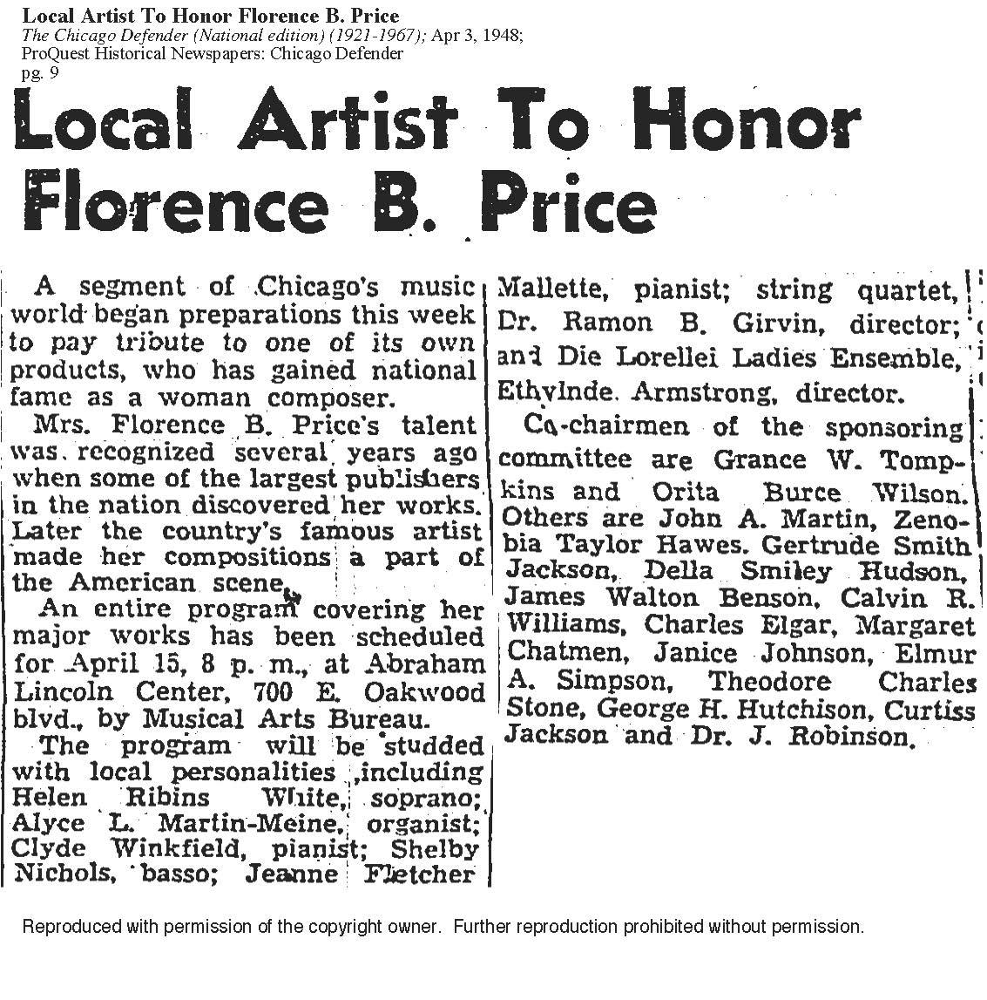 Local Artist To Honor Florence B. Price
The Chicago Defender (National edition) (1921-1967); Apr 3, 1948;
ProQuest Historical Newspapers: Chicago Defender
pg. 9
Local Artist To Honor
Florence B. Price
A segment of Chicago's music
world began preparations this week
to pay tribute to one of its own
products, who has gained national
fame as a woman composer.
Mrs. Florence B. Price's talent
was recognized several years ago
when some of the largest publishers
in the nation discovered her works.
Later the country's famous artist
made her compositions a part of
the American scene.
An entire program covering her
major works has been scheduled
for April 15, 8 p. m., at Abraham
Lincoln Center, 700 E. Oakwood
blvd., by Musical Arts Bureau.
The program will be studded
with local personalities ,including
Helen Ribins White, soprano;
Alyce L. Martin-Meine, organist;
Clyde Winkfield, pianist; Shelby
Nichols, basso; Jeanne Fletcher
Mallette, pianist; string quartet,
Dr. Ramon B. Girvin, director;
and Die Lorellei Ladies Ensemble,
Ethylnde. Armstrong, director.
Co-chairmen of the sponsoring
committee are Grance W. Tomp-
kins and Orita Burce Wilson.
Others are John A. Martin, Zeno-
bia Taylor Hawes. Gertrude Smith
Jackson, Della Smiley Hudson,
James Walton Benson, Calvin R.
Williams, Charles Elgar, Margaret
Chatmen, Janice Johnson, Elmur
A. Simpson, Theodore Charles
Stone, George H. Hutchison, Curtiss
Jackson and Dr. J. Robinson.
Reproduced with permission of the copyright owner. Further reproduction prohibited without permission.